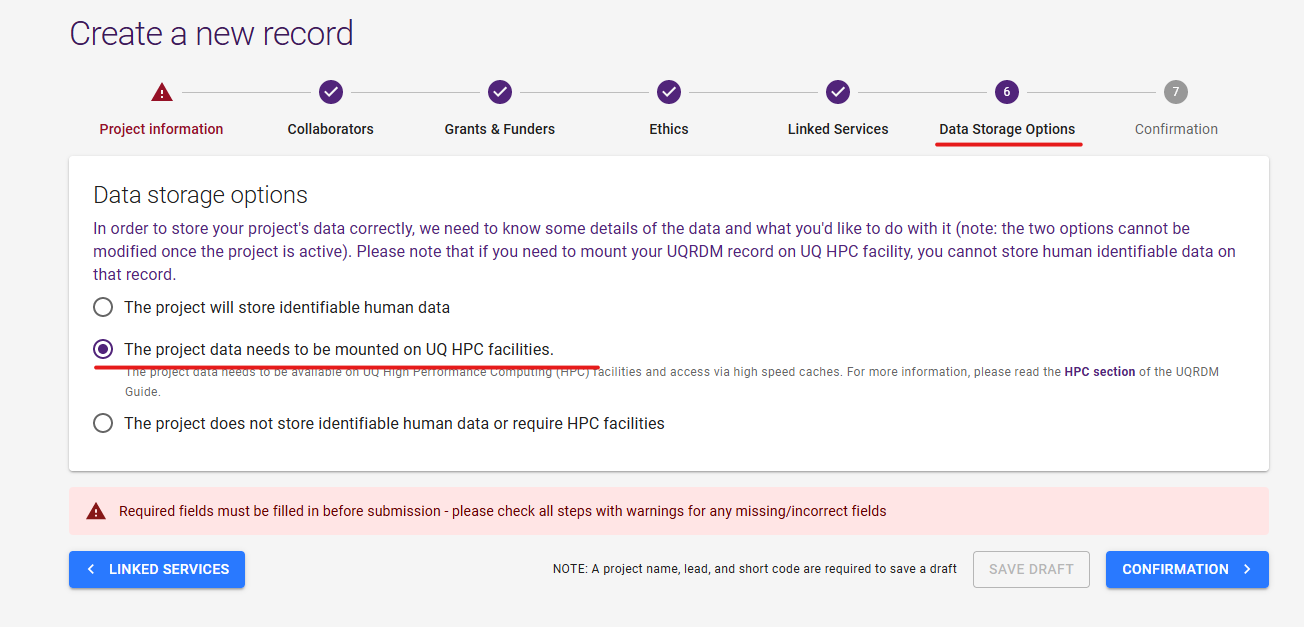 Create a new record
6
7
Project information
Collaborators
Grants & Funders
Ethics
Linked Services
Data Storage Options
Confirmation
Data storage options
In order to store your project's data correctly, we need to know some details of the data and what you'd like to do with it (note: the two options cannot be
modified once the project is active). Please note that if you need to mount your UQRDM record on UQ HPC facility, you cannot store human identifiable data on
that record.
The project will store identifiable human data
The project data needs to be mounted on UQ HPC facilities.
The project data needs to be available on UQ High Performance Computing (HPC) facilities and access via high speed caches. For more information, please read the HPC section of the UQRDM
Guide.
The project does not store identifiable human data or require HPC facilities
Required fields must be filled in before submission - please check all steps with warnings for any missing/incorrect fields
LINKED SERVICES
NOTE: A project name, lead, and short code are required to save a draft
SAVE DRAFT
CONFIRMATION